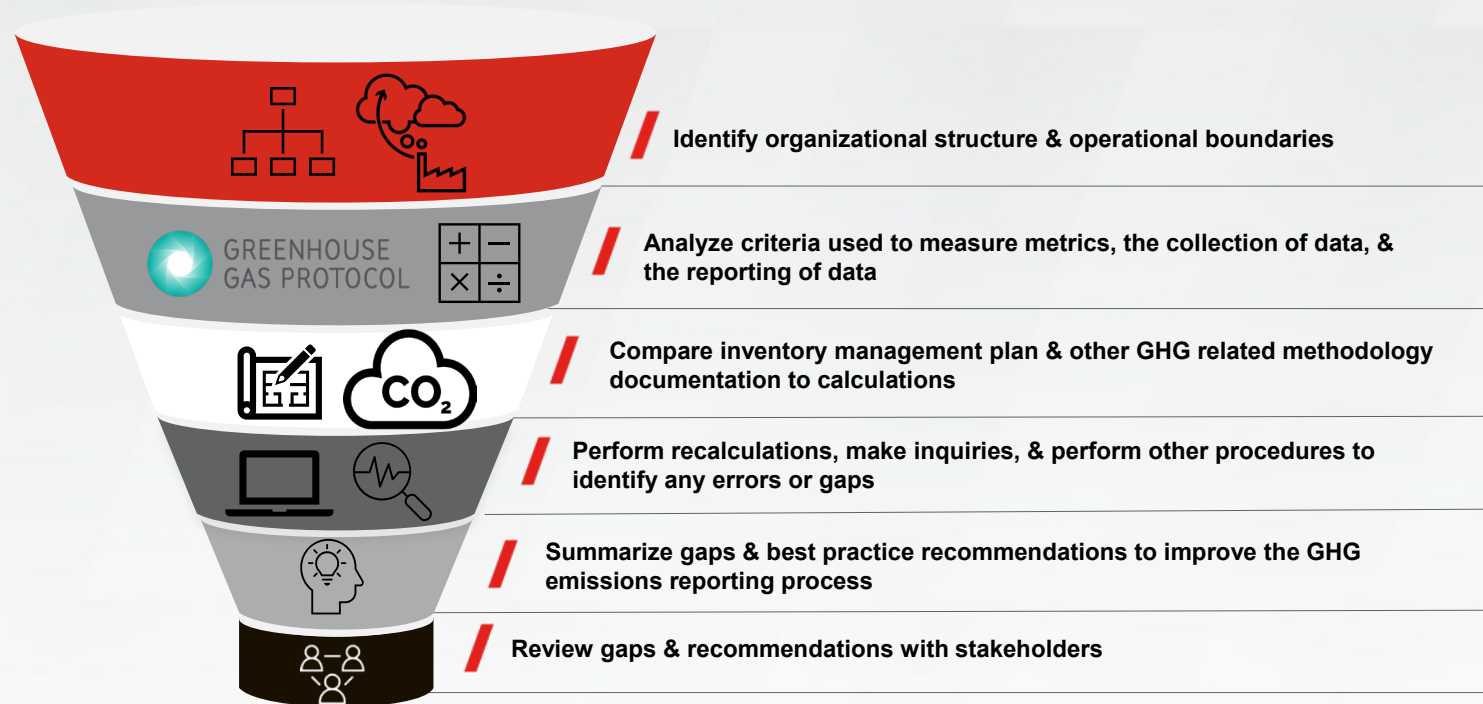 Identify organizational structure & operational boundaries
GREENHOUSE
GAS PROTOCOL
+ −
× ÷
Analyze criteria used to measure metrics, the collection of data, &
the reporting of data
CO₂
Compare inventory management plan & other GHG related methodology
documentation to calculations
Perform recalculations, make inquiries, & perform other procedures to
identify any errors or gaps
Summarize gaps & best practice recommendations to improve the GHG
emissions reporting process
Review gaps & recommendations with stakeholders